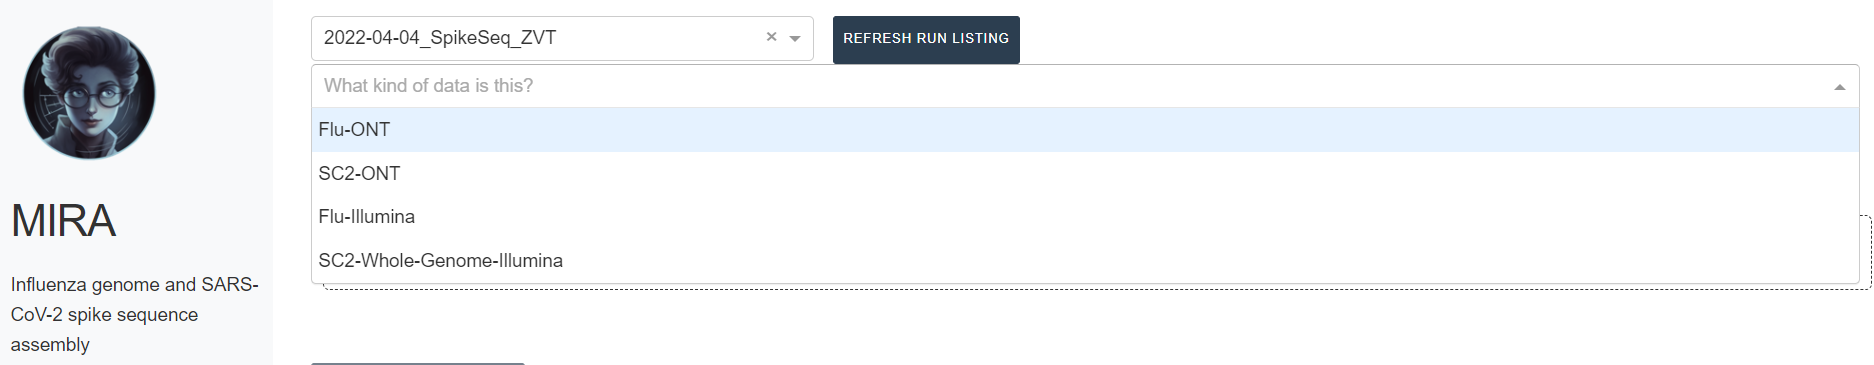 MIRA
Influenza genome and SARS-
CoV-2 spike sequence
assembly
2022-04-04_SpikeSeq_ZVT
REFRESH RUN LISTING
What kind of data is this?
Flu-ONT
SC2-ONT
Flu-Illumina
SC2-Whole-Genome-Illumina